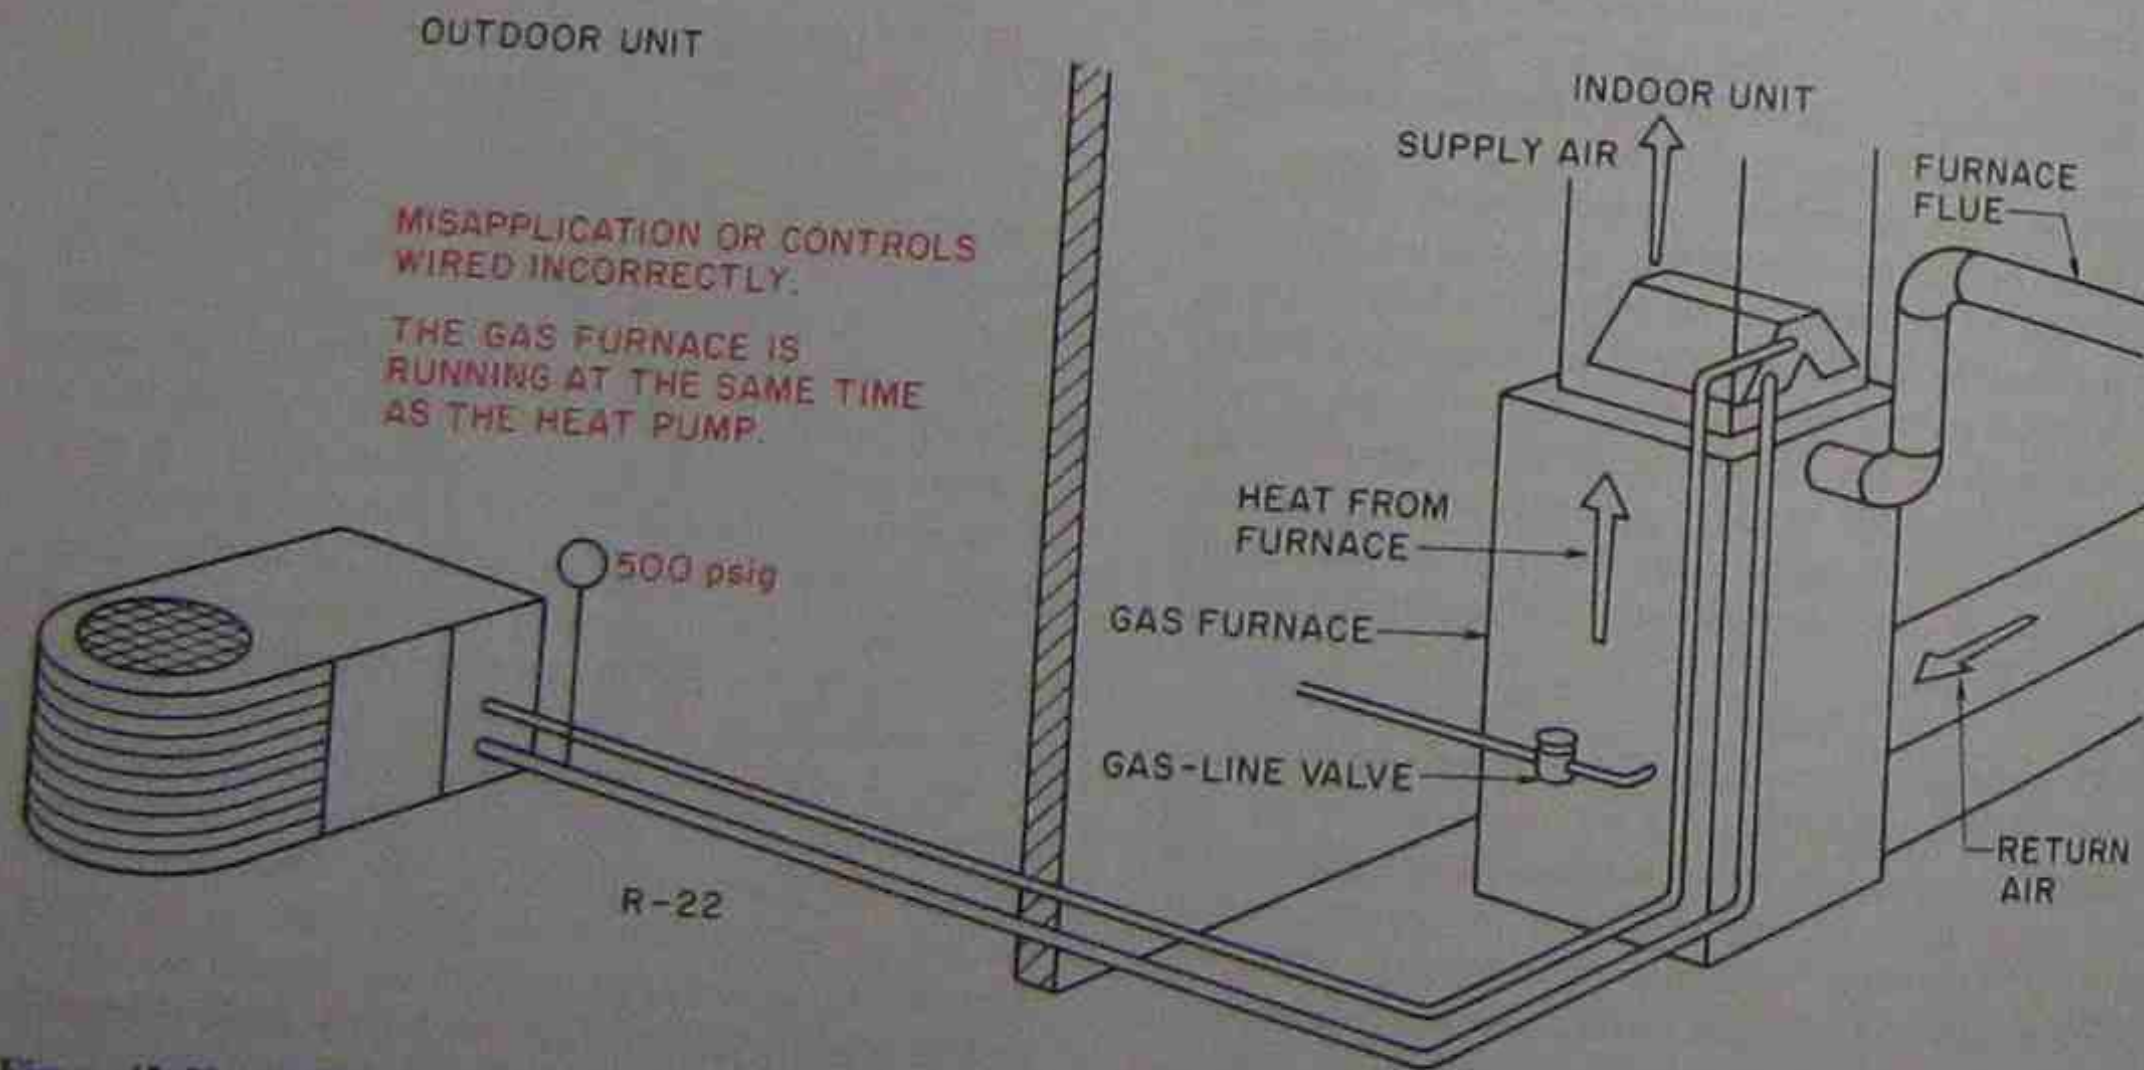 OUTDOOR UNIT
INDOOR UNIT
SUPPLY AIR
FURNACE
FLUE
MISAPPLICATION OR CONTROLS
WIRED INCORRECTLY.
THE GAS FURNACE IS
RUNNING AT THE SAME TIME
AS THE HEAT PUMP.
HEAT FROM
FURNACE
500 psig
GAS FURNACE
GAS-LINE VALVE
RETURN
AIR
R-22